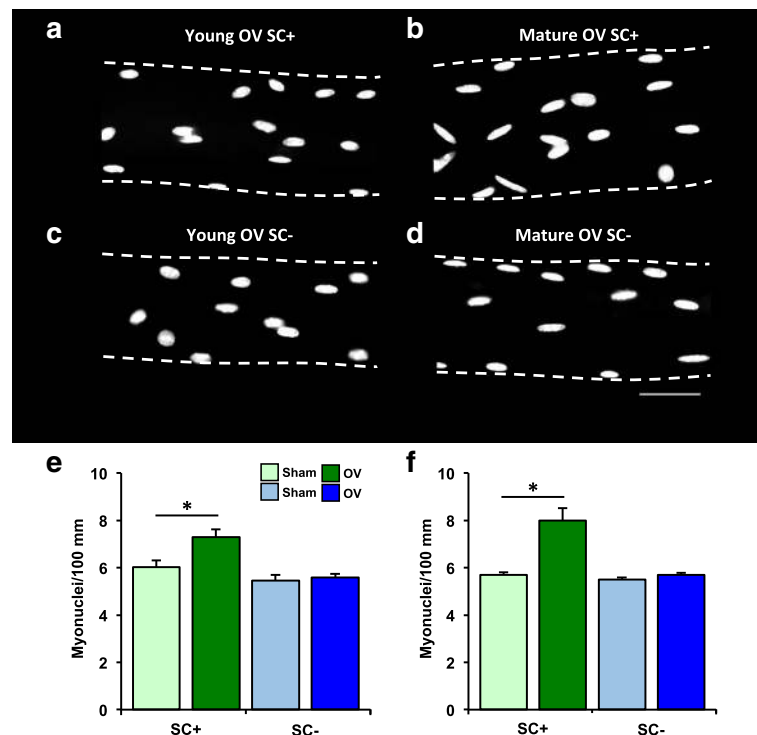 a
Young OV SC+
b
Mature OV SC+
c
Young OV SC-
d
Mature OV SC-
e
Myonuclei/100 mm
10
8
6
4
2
0
*
Sham OV
Sham OV
SC+ SC-
f
Myonuclei/100 mm
10
8
6
4
2
0
*
SC+ SC-